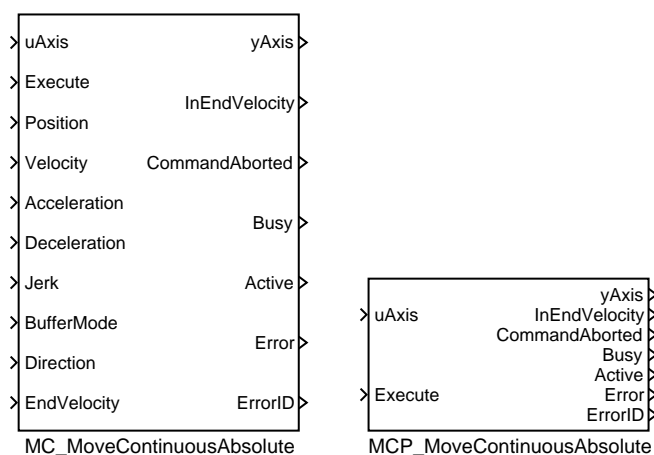 uAxis yAxis
Execute
InEndVelocity
Position
Velocity CommandAborted
Acceleration
Busy
Deceleration
Jerk Active
BufferMode
Error
Direction
EndVelocity ErrorID
MC_MoveContinuousAbsolute
yAxis
uAxis InEndVelocity
CommandAborted
Busy
Active
Execute Error
ErrorID
MCP_MoveContinuousAbsolute